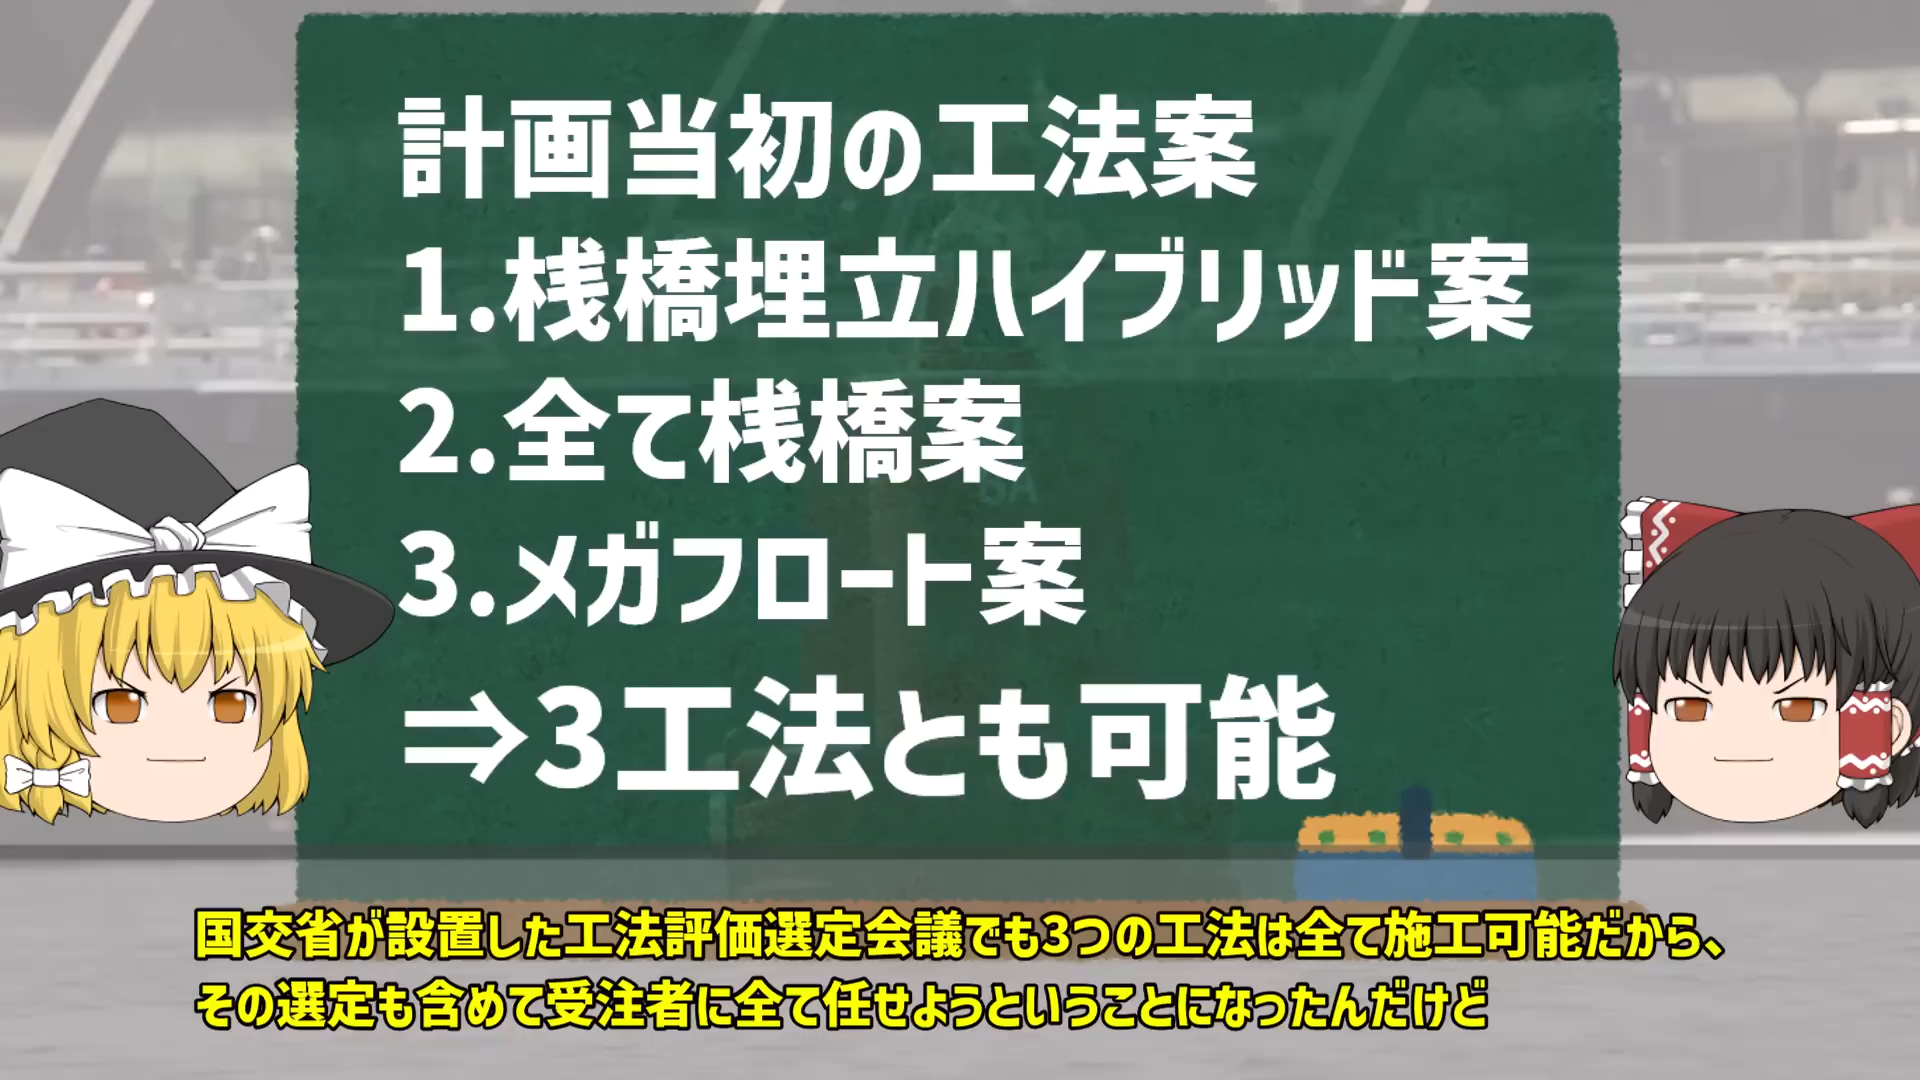 計画当初の工法案
1.桟橋埋立ハイブリッド案
2.全て桟橋案
3.メガフロート案
⇒3工法とも可能
国交省が設置した工法評価選定会議でも3つの工法は全て施工可能だから、
その選定も含めて受注者に全て任せようということになったんだけど